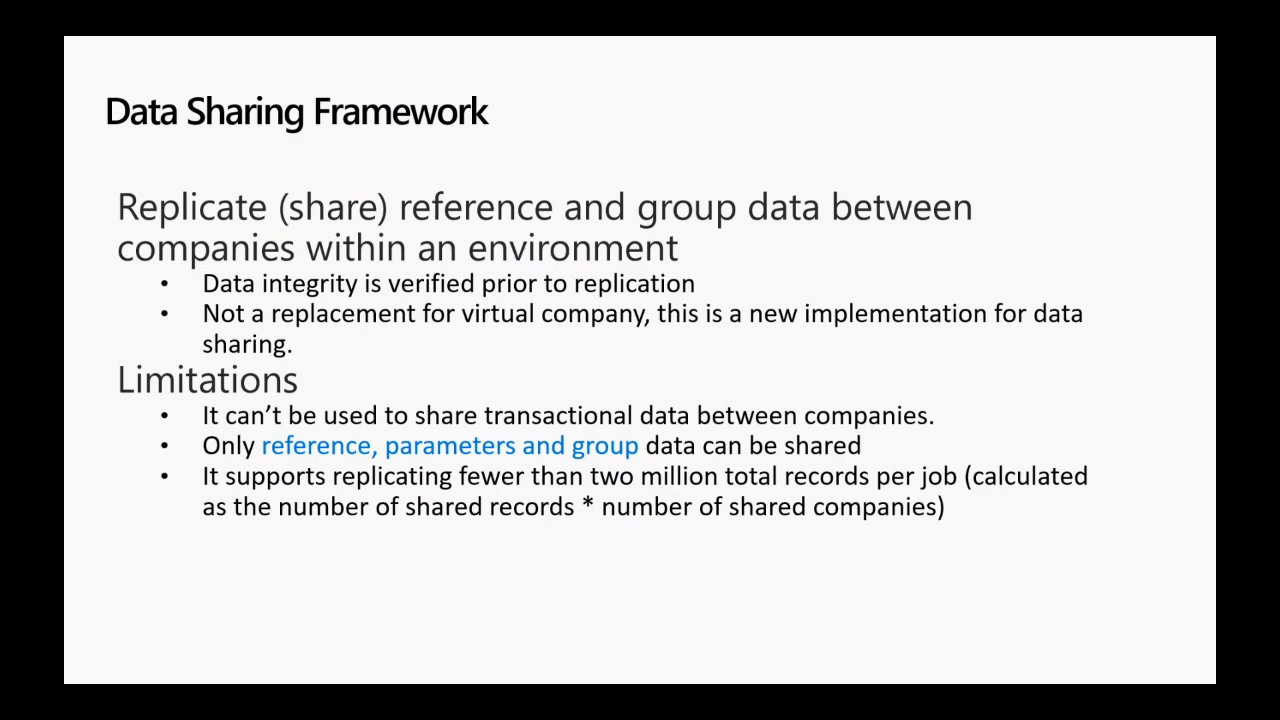 Data Sharing Framework
Replicate (share) reference and group data between
companies within an environment
• Data integrity is verified prior to replication
• Not a replacement for virtual company, this is a new implementation for data
sharing.
Limitations
• It can’t be used to share transactional data between companies.
• Only reference, parameters and group data can be shared
• It supports replicating fewer than two million total records per job (calculated
as the number of shared records * number of shared companies)